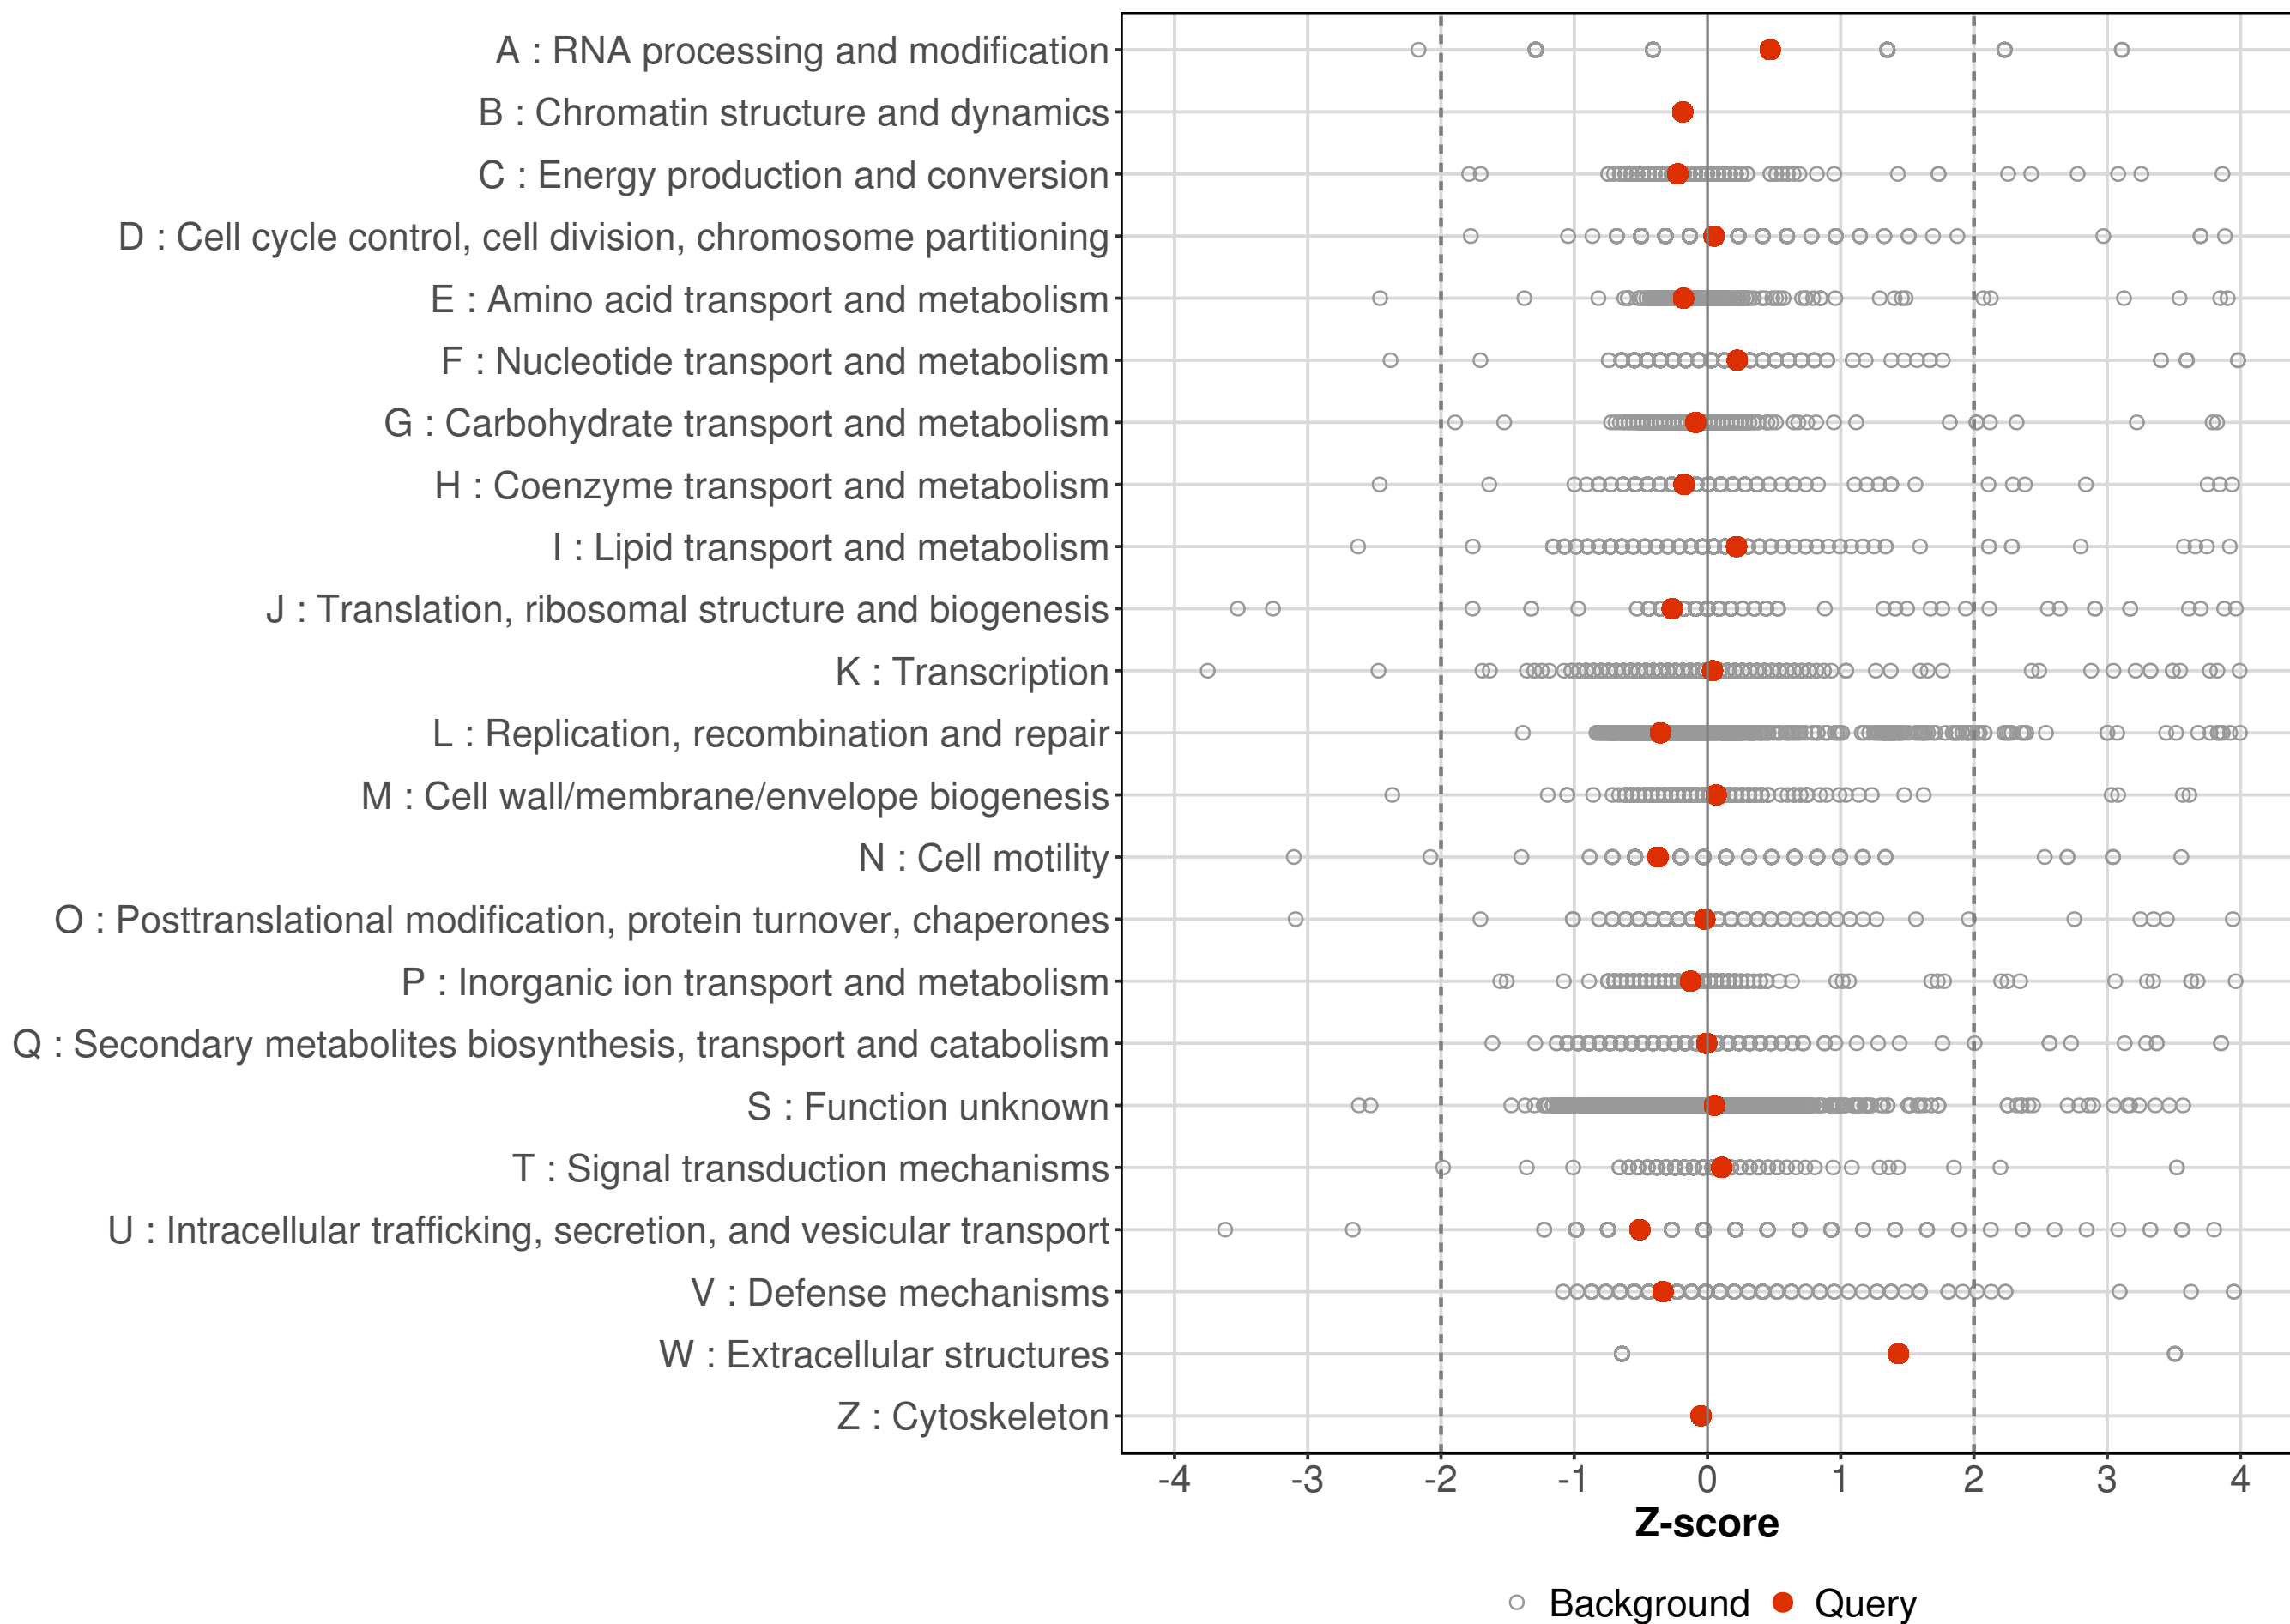 A : RNA processing and modification
B : Chromatin structure and dynamics
C : Energy production and conversion
D : Cell cycle control, cell division, chromosome partitioning
E : Amino acid transport and metabolism
F : Nucleotide transport and metabolism
G : Carbohydrate transport and metabolism
H : Coenzyme transport and metabolism
I : Lipid transport and metabolism
J : Translation, ribosomal structure and biogenesis
K : Transcription
L : Replication, recombination and repair
M : Cell wall/membrane/envelope biogenesis
N : Cell motility
O : Posttranslational modification, protein turnover, chaperones
P : Inorganic ion transport and metabolism
Q : Secondary metabolites biosynthesis, transport and catabolism
S : Function unknown
T : Signal transduction mechanisms
U : Intracellular trafficking, secretion, and vesicular transport
V : Defense mechanisms
W : Extracellular structures
Z : Cytoskeleton
-4 -3 -2 -1 0 1 2 3 4
Z-score
Background Query